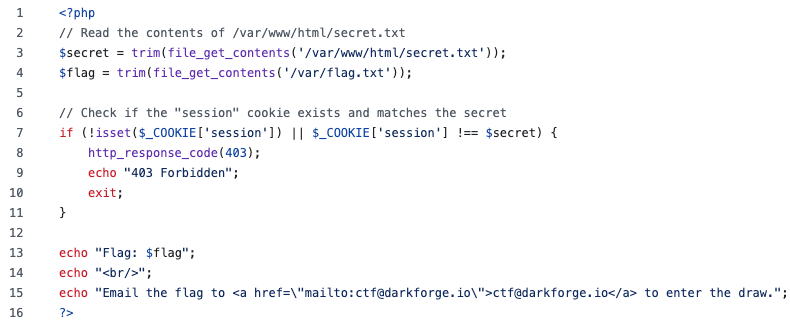 1 <?php
2 // Read the contents of /var/www/html/secret.txt
3 $secret = trim(file_get_contents('/var/www/html/secret.txt'));
4 $flag = trim(file_get_contents('/var/flag.txt'));
5
6 // Check if the "session" cookie exists and matches the secret
7 if (!isset($_COOKIE['session']) || $_COOKIE['session'] !== $secret) {
8     http_response_code(403);
9     echo "403 Forbidden";
10     exit;
11 }
12
13 echo "Flag: $flag";
14 echo "<br/>";
15 echo "Email the flag to <a href=\"mailto:ctf@darkforge.io\">ctf@darkforge.io</a> to enter the draw.";
16 ?>